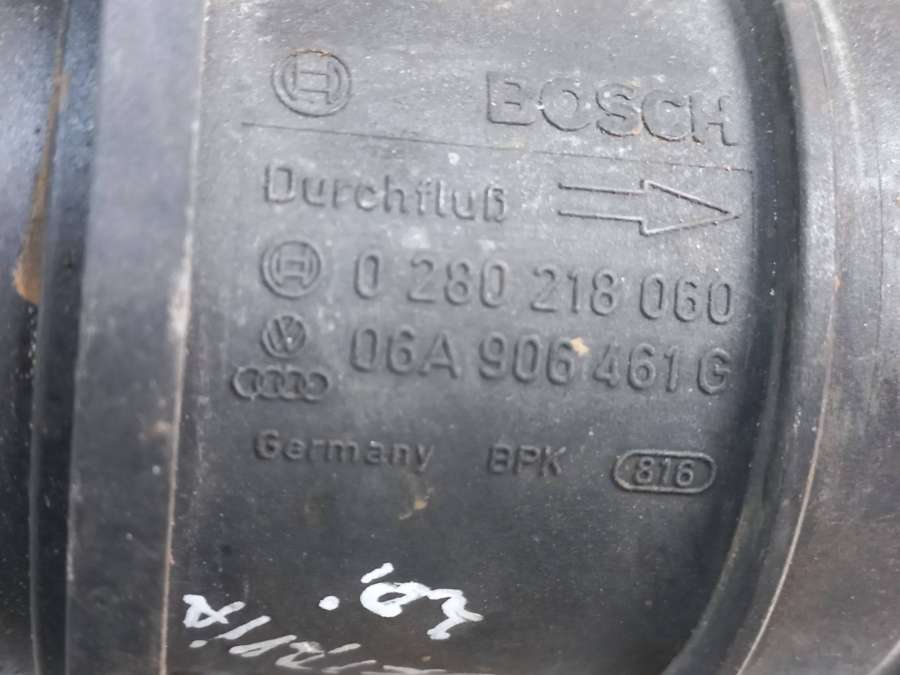 BOSCH
Durchfluß
0 280 218 060
06A 906 461 G
Germany BPK 816